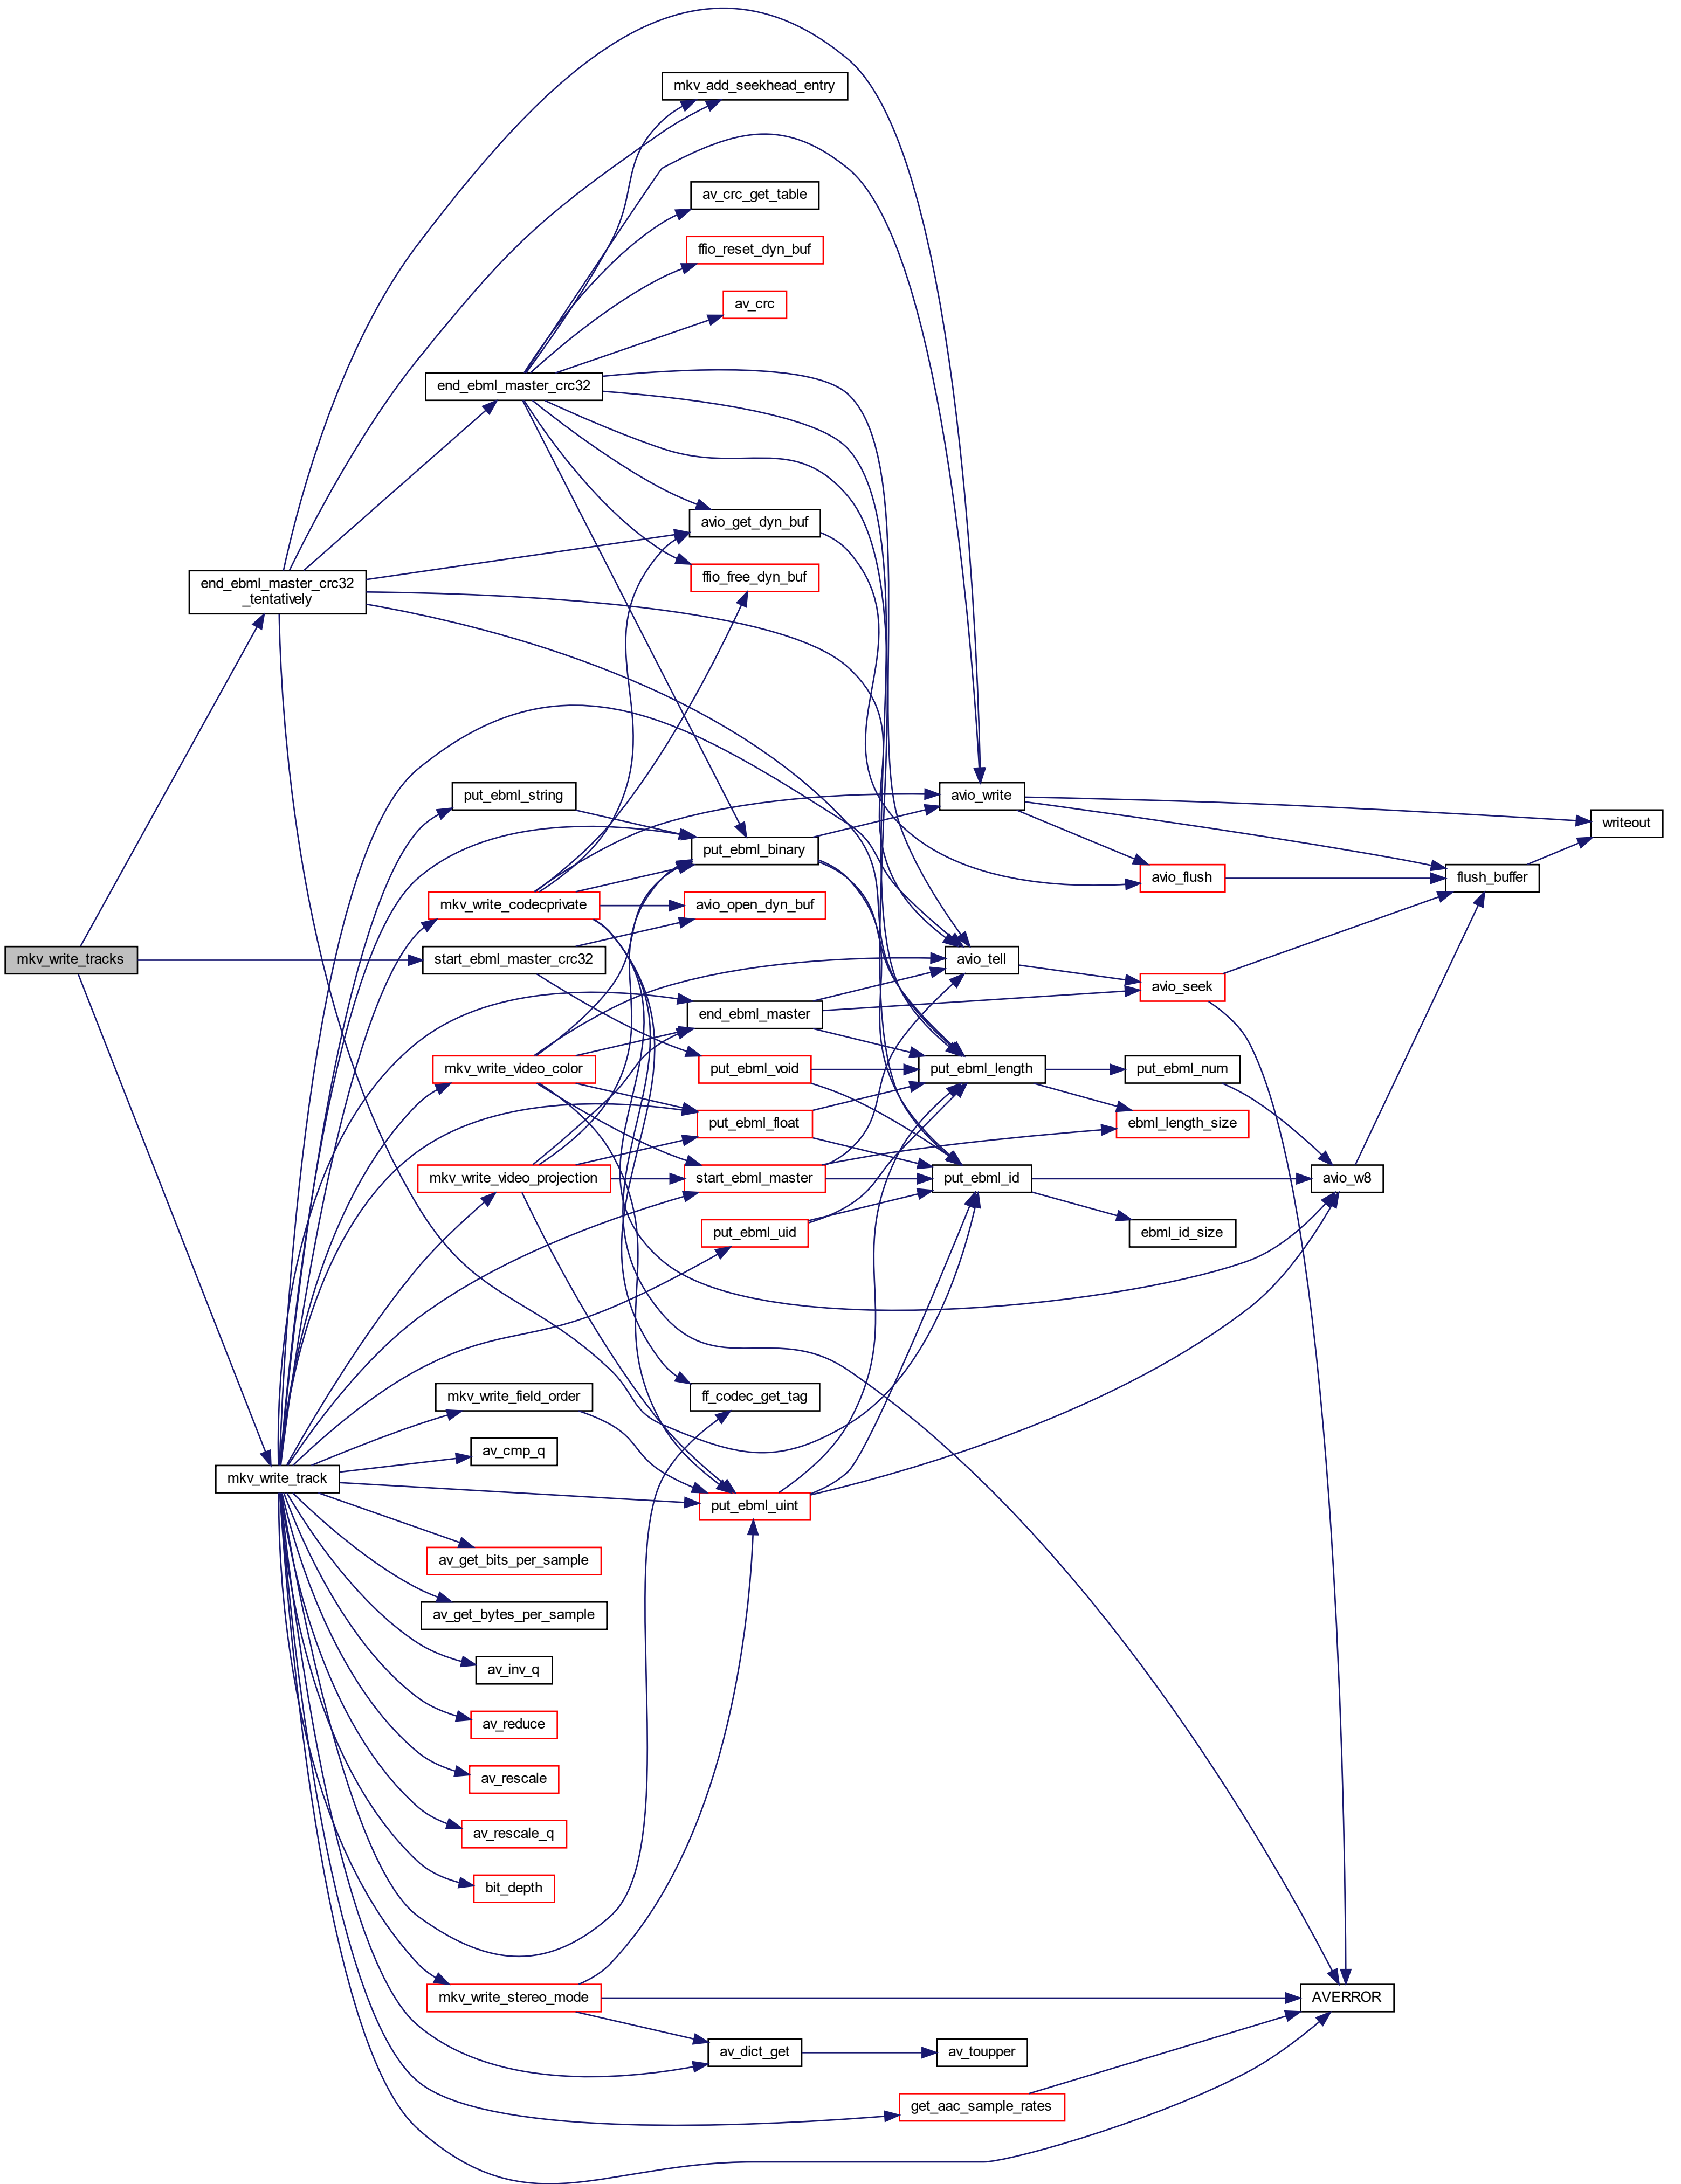 mkv_add_seekhead_entry
av_crc_get_table
ffio_reset_dyn_buf
av_crc
end_ebml_master_crc32
avio_get_dyn_buf
end_ebml_master_crc32
_tentatively
ffio_free_dyn_buf
put_ebml_string
avio_write
writeout
put_ebml_binary
avio_flush
flush_buffer
mkv_write_codecprivate
avio_open_dyn_buf
mkv_write_tracks
start_ebml_master_crc32
avio_tell
avio_seek
end_ebml_master
mkv_write_video_color
put_ebml_void
put_ebml_length
put_ebml_num
put_ebml_float
ebml_length_size
mkv_write_video_projection
start_ebml_master
put_ebml_id
avio_w8
put_ebml_uid
ebml_id_size
mkv_write_field_order
ff_codec_get_tag
av_cmp_q
mkv_write_track
put_ebml_uint
av_get_bits_per_sample
av_get_bytes_per_sample
av_inv_q
av_reduce
av_rescale
av_rescale_q
bit_depth
mkv_write_stereo_mode
AVERROR
av_dict_get
av_toupper
get_aac_sample_rates